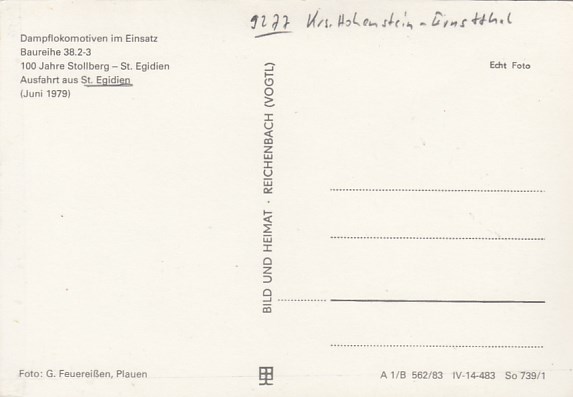 9277 Krs. Hohenstein-Ernstthal
Dampflokomotiven im Einsatz
Baureihe 38.2-3
100 Jahre Stollberg – St. Egidien
Ausfahrt aus St. Egidien
(Juni 1979)
Echt Foto
BILD UND HEIMAT · REICHENBACH (VOGTL)
Foto: G. Feuereißen, Plauen
A 1/B 562/83 IV-14-483 So 739/1